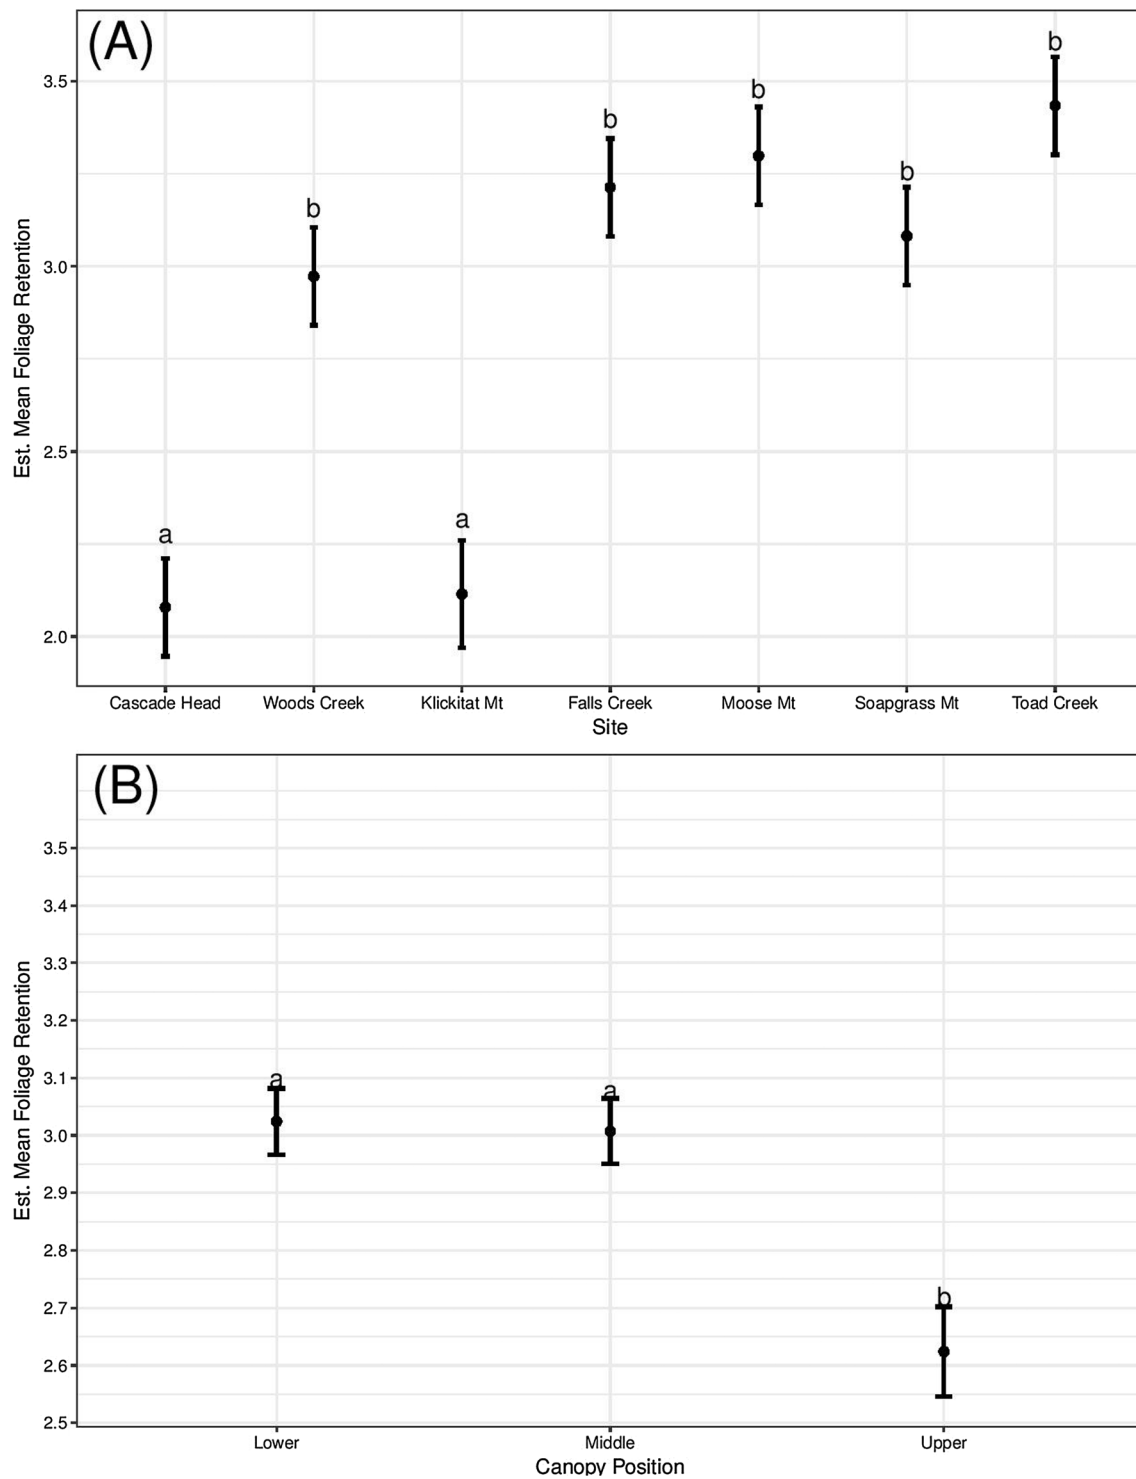 (A)
Est. Mean Foliage Retention
3.5
3.0
2.5
2.0
a
b
a
b
b
b
b
Cascade Head Woods Creek Klickitat Mt Falls Creek Moose Mt Soapgrass Mt Toad Creek
Site
(B)
Est. Mean Foliage Retention
3.5
3.4
3.3
3.2
3.1
3.0
2.9
2.8
2.7
2.6
2.5
a
a
b
Lower Middle Upper
Canopy Position